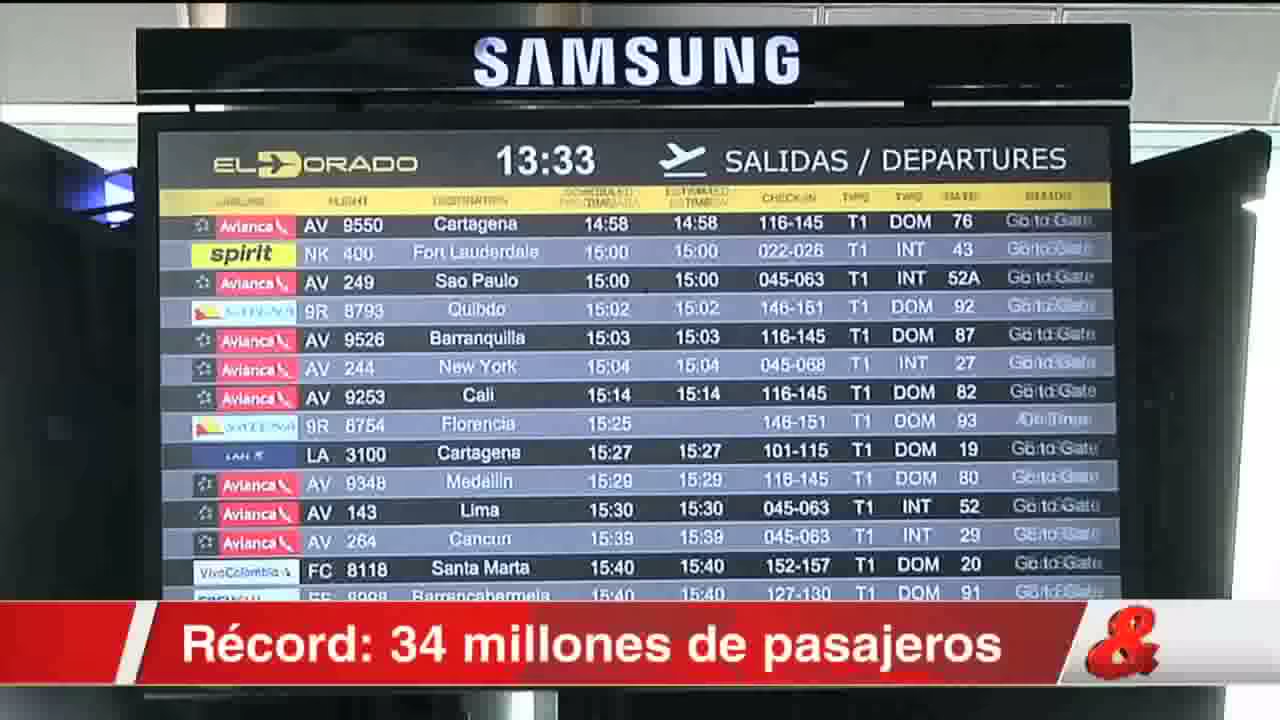 SAMSUNG
EL DORADO 13:33 SALIDAS / DEPARTURES
FLIGHT DESTINATION CHECK-IN
Avianca AV 9550 Cartagena 14:58 14:58 116-145 T1 DOM 76 Go to Gate
spirit NK 400 Fort Lauderdale 15:00 15:00 022-026 T1 INT 43 Go to Gate
Avianca AV 249 Sao Paulo 15:00 15:00 045-063 T1 INT 52A Go to Gate
9R 8793 Quibdo 15:02 15:02 146-151 T1 DOM 92 Go to Gate
Avianca AV 9526 Barranquilla 15:03 15:03 116-145 T1 DOM 87 Go to Gate
Avianca AV 244 New York 15:04 15:04 045-068 T1 INT 27 Go to Gate
Avianca AV 9253 Cali 15:14 15:14 116-145 T1 DOM 82 Go to Gate
9R 8754 Florencia 15:25 146-151 T1 DOM 93
LA 3100 Cartagena 15:27 15:27 101-115 T1 DOM 19 Go to Gate
Avianca AV 9348 Medellin 15:29 15:29 116-145 T1 DOM 80 Go to Gate
Avianca AV 143 Lima 15:30 15:30 045-063 T1 INT 52 Go to Gate
Avianca AV 264 Cancun 15:39 15:39 045-063 T1 INT 29 Go to Gate
VivaColombia FC 8118 Santa Marta 15:40 15:40 152-157 T1 DOM 20 Go to Gate
Barrancabermeja 15:40 15:40 127-130 T1 DOM 91 Go to Gate
Récord: 34 millones de pasajeros
&